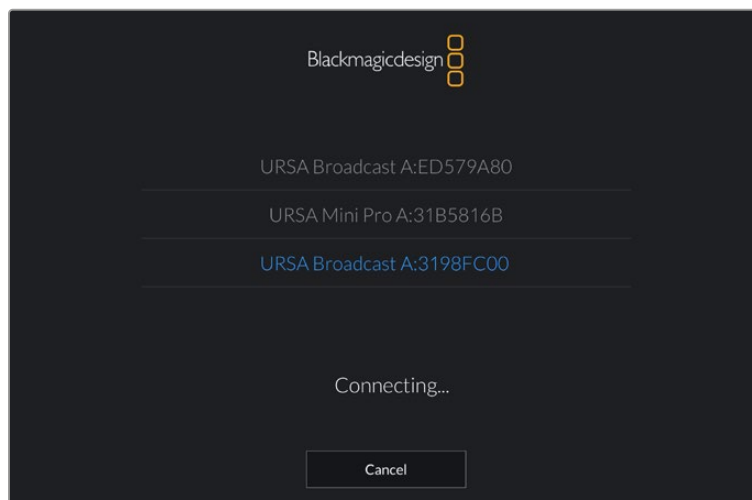 Blackmagicdesign
URSA Broadcast A:ED579A80
URSA Mini Pro A:31B5816B
URSA Broadcast A:3198FC00
Connecting...
Cancel